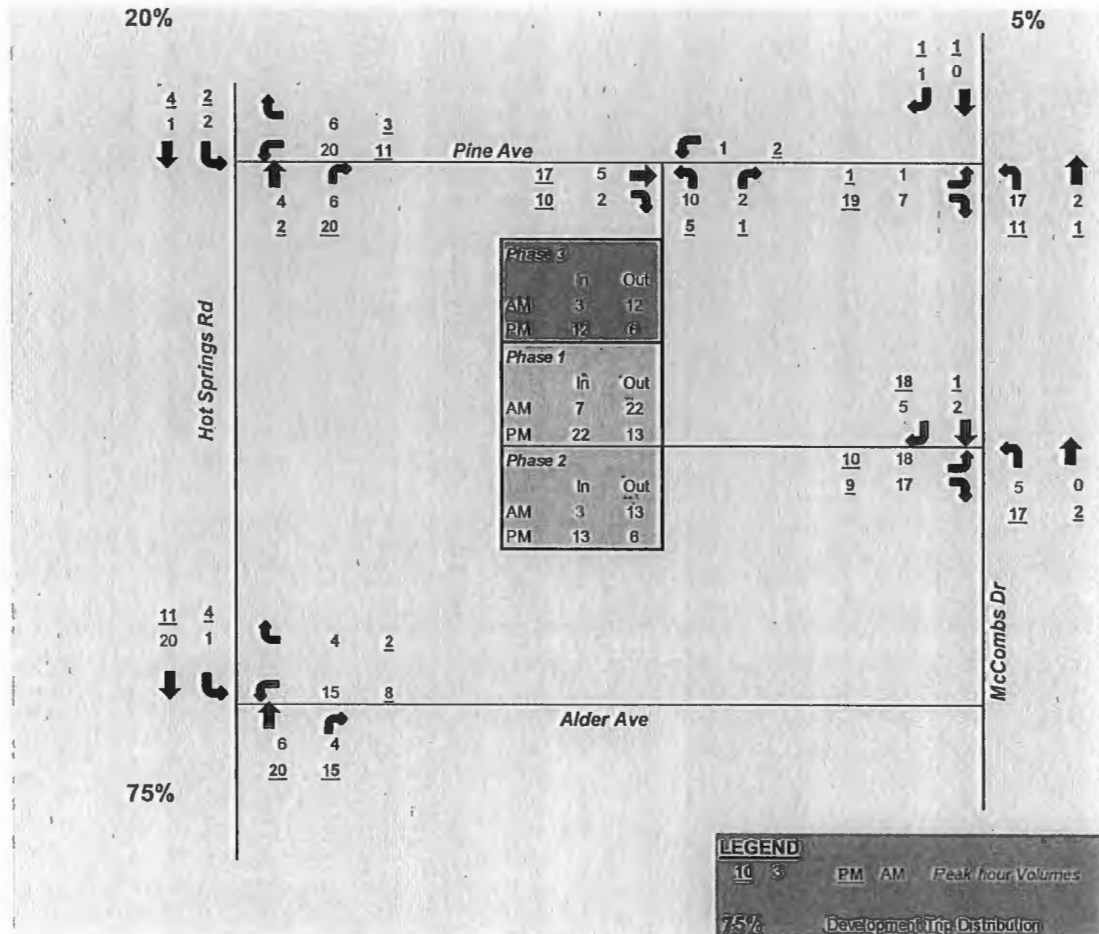 20% 5%
1 1
1 0
4 2
1 2
6 3
20 11
Pine Ave
1 2
17 5
10 2
4 6
2 20
10 2
5 1
1 1
19 7
17 2
11 1
Phase 3
In Out
AM 3 12
PM 12 6
Phase 1
In Out
AM 7 22
PM 22 13
Phase 2
In Out
AM 3 13
PM 13 6
Hot Springs Rd
18 1
5 2
10 18
9 17
5 0
17 2
McCombs Dr
11 4
20 1
4 2
15 8
Alder Ave
6 4
20 15
75%
LEGEND
10 3 PM AM Peak hour Volumes
75% Development Trip Distribution